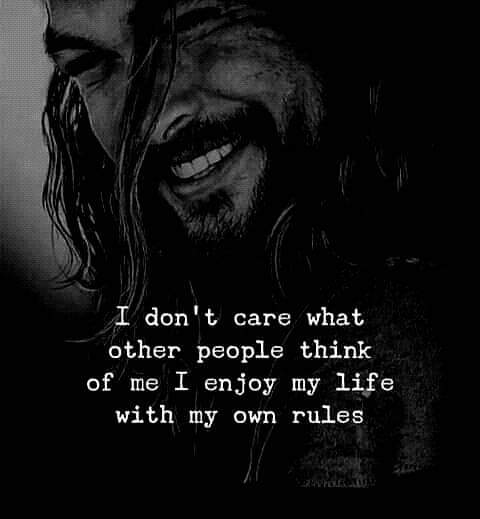 I don't care what
other people think
of me I enjoy my life
with my own rules